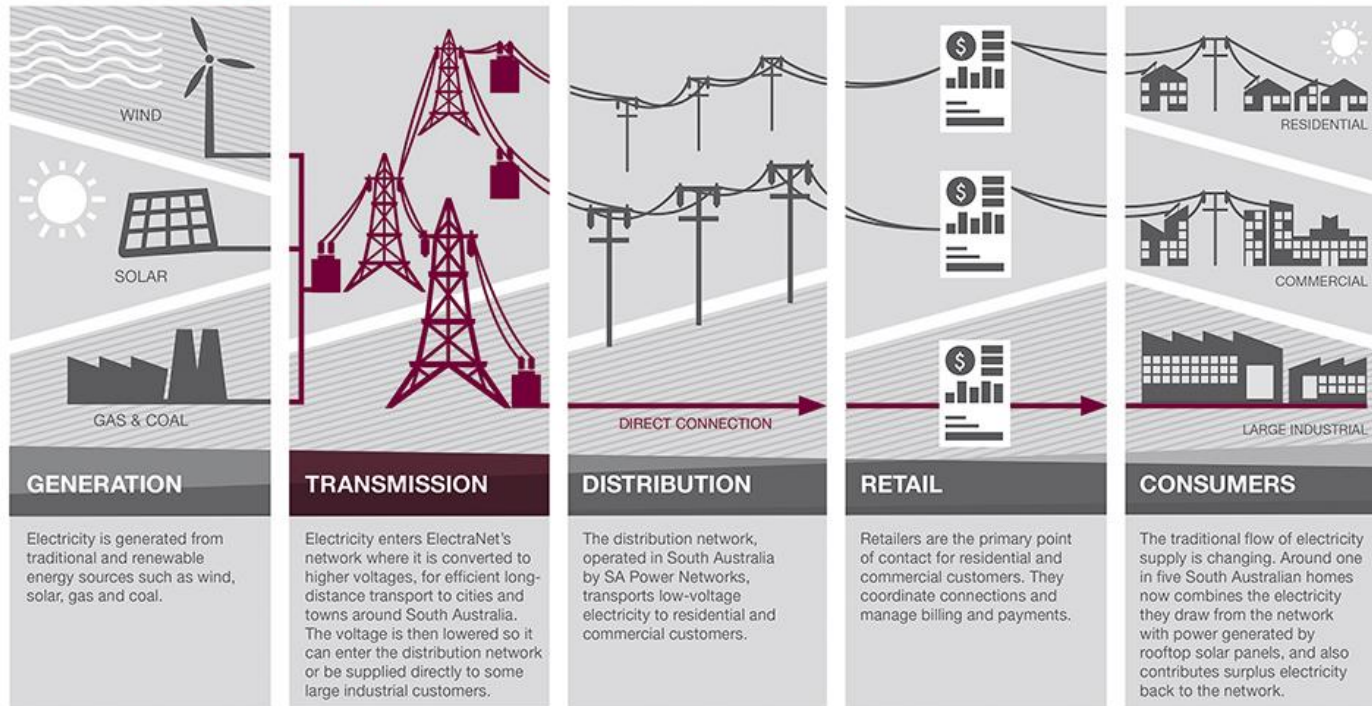 WIND
SOLAR
GAS & COAL
GENERATION
Electricity is generated from
traditional and renewable
energy sources such as wind,
solar, gas and coal.
TRANSMISSION
Electricity enters ElectraNet's
network where it is converted to
higher voltages, for efficient long-
distance transport to cities and
towns around South Australia.
The voltage is then lowered so it
can enter the distribution network
or be supplied directly to some
large industrial customers.
DIRECT CONNECTION
DISTRIBUTION
The distribution network,
operated in South Australia
by SA Power Networks,
transports low-voltage
electricity to residential and
commercial customers.
$
$
$
RETAIL
Retailers are the primary point
of contact for residential and
commercial customers. They
coordinate connections and
manage billing and payments.
RESIDENTIAL
COMMERCIAL
LARGE INDUSTRIAL
CONSUMERS
The traditional flow of electricity
supply is changing. Around one
in five South Australian homes
now combines the electricity
they draw from the network
with power generated by
rooftop solar panels, and also
contributes surplus electricity
back to the network.